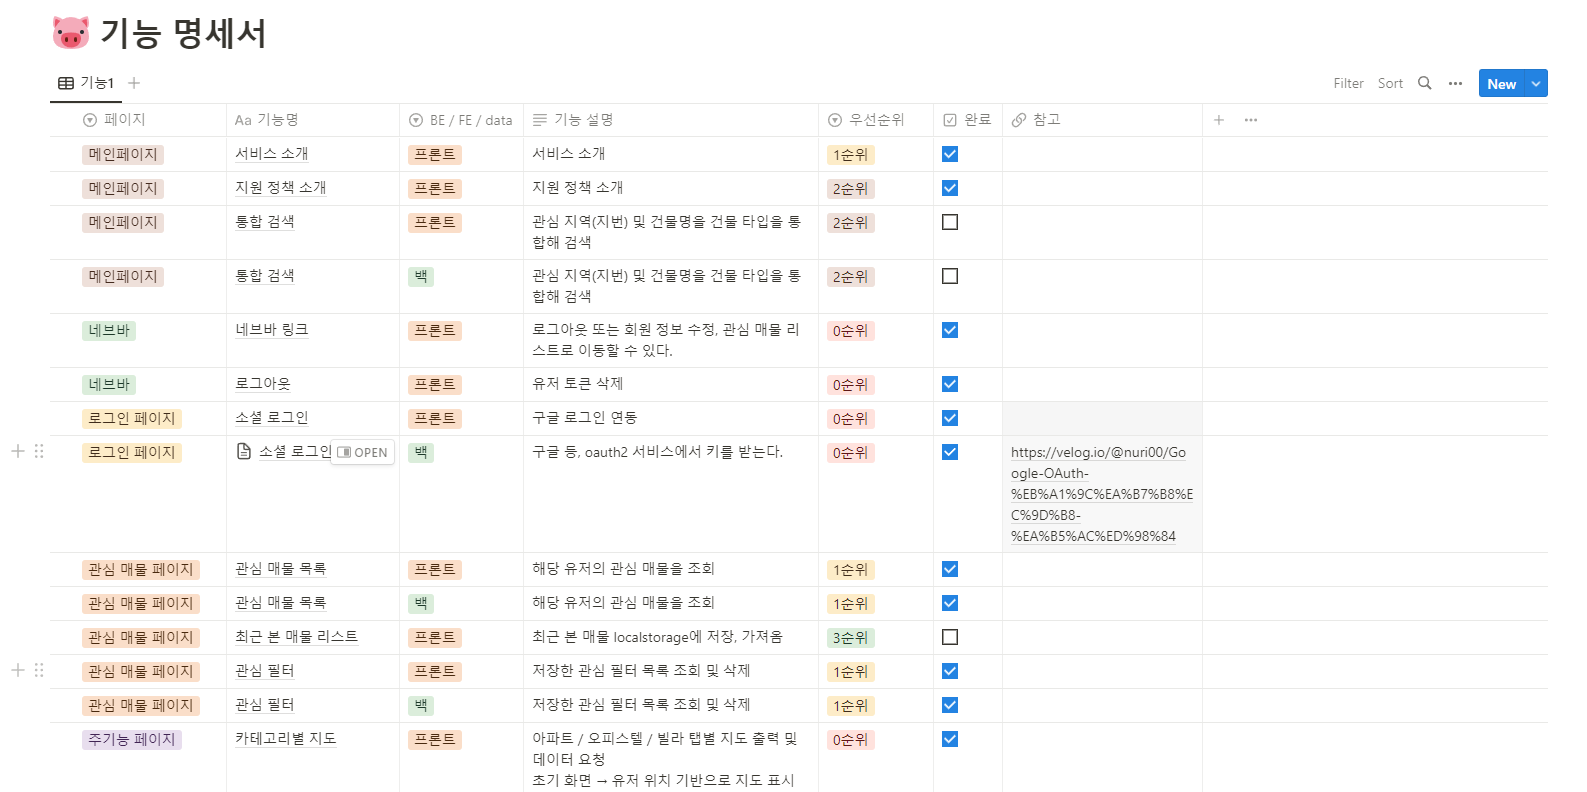 기능 명세서
기능1
Filter Sort New
페이지 Aa 기능명 BE / FE / data 기능 설명 우선순위 완료 참고
메인페이지 서비스 소개 프론트 서비스 소개 1순위
메인페이지 지원 정책 소개 프론트 지원 정책 소개 2순위
메인페이지 통합 검색 프론트 관심 지역(지번) 및 건물명을 건물 타입을 통 2순위
합해 검색
메인페이지 통합 검색 백 관심 지역(지번) 및 건물명을 건물 타입을 통 2순위
합해 검색
네브바 네브바 링크 프론트 로그아웃 또는 회원 정보 수정, 관심 매물 리 0순위
스트로 이동할 수 있다.
네브바 로그아웃 프론트 유저 토큰 삭제 0순위
로그인 페이지 소셜 로그인 프론트 구글 로그인 연동 0순위
로그인 페이지 소셜 로그인 OPEN 백 구글 등, oauth2 서비스에서 키를 받는다. 0순위 https://velog.io/@nuri00/Go
ogle-OAuth-
%EB%A1%9C%EA%B7%B8%E
C%9D%B8-
%EA%B5%AC%ED%98%84
관심 매물 페이지 관심 매물 목록 프론트 해당 유저의 관심 매물을 조회 1순위
관심 매물 페이지 관심 매물 목록 백 해당 유저의 관심 매물을 조회 1순위
관심 매물 페이지 최근 본 매물 리스트 프론트 최근 본 매물 localstorage에 저장, 가져옴 3순위
관심 매물 페이지 관심 필터 프론트 저장한 관심 필터 목록 조회 및 삭제 1순위
관심 매물 페이지 관심 필터 백 저장한 관심 필터 목록 조회 및 삭제 1순위
주기능 페이지 카테고리별 지도 프론트 아파트 / 오피스텔 / 빌라 탭별 지도 출력 및 0순위
데이터 요청
초기 화면 → 유저 위치 기반으로 지도 표시